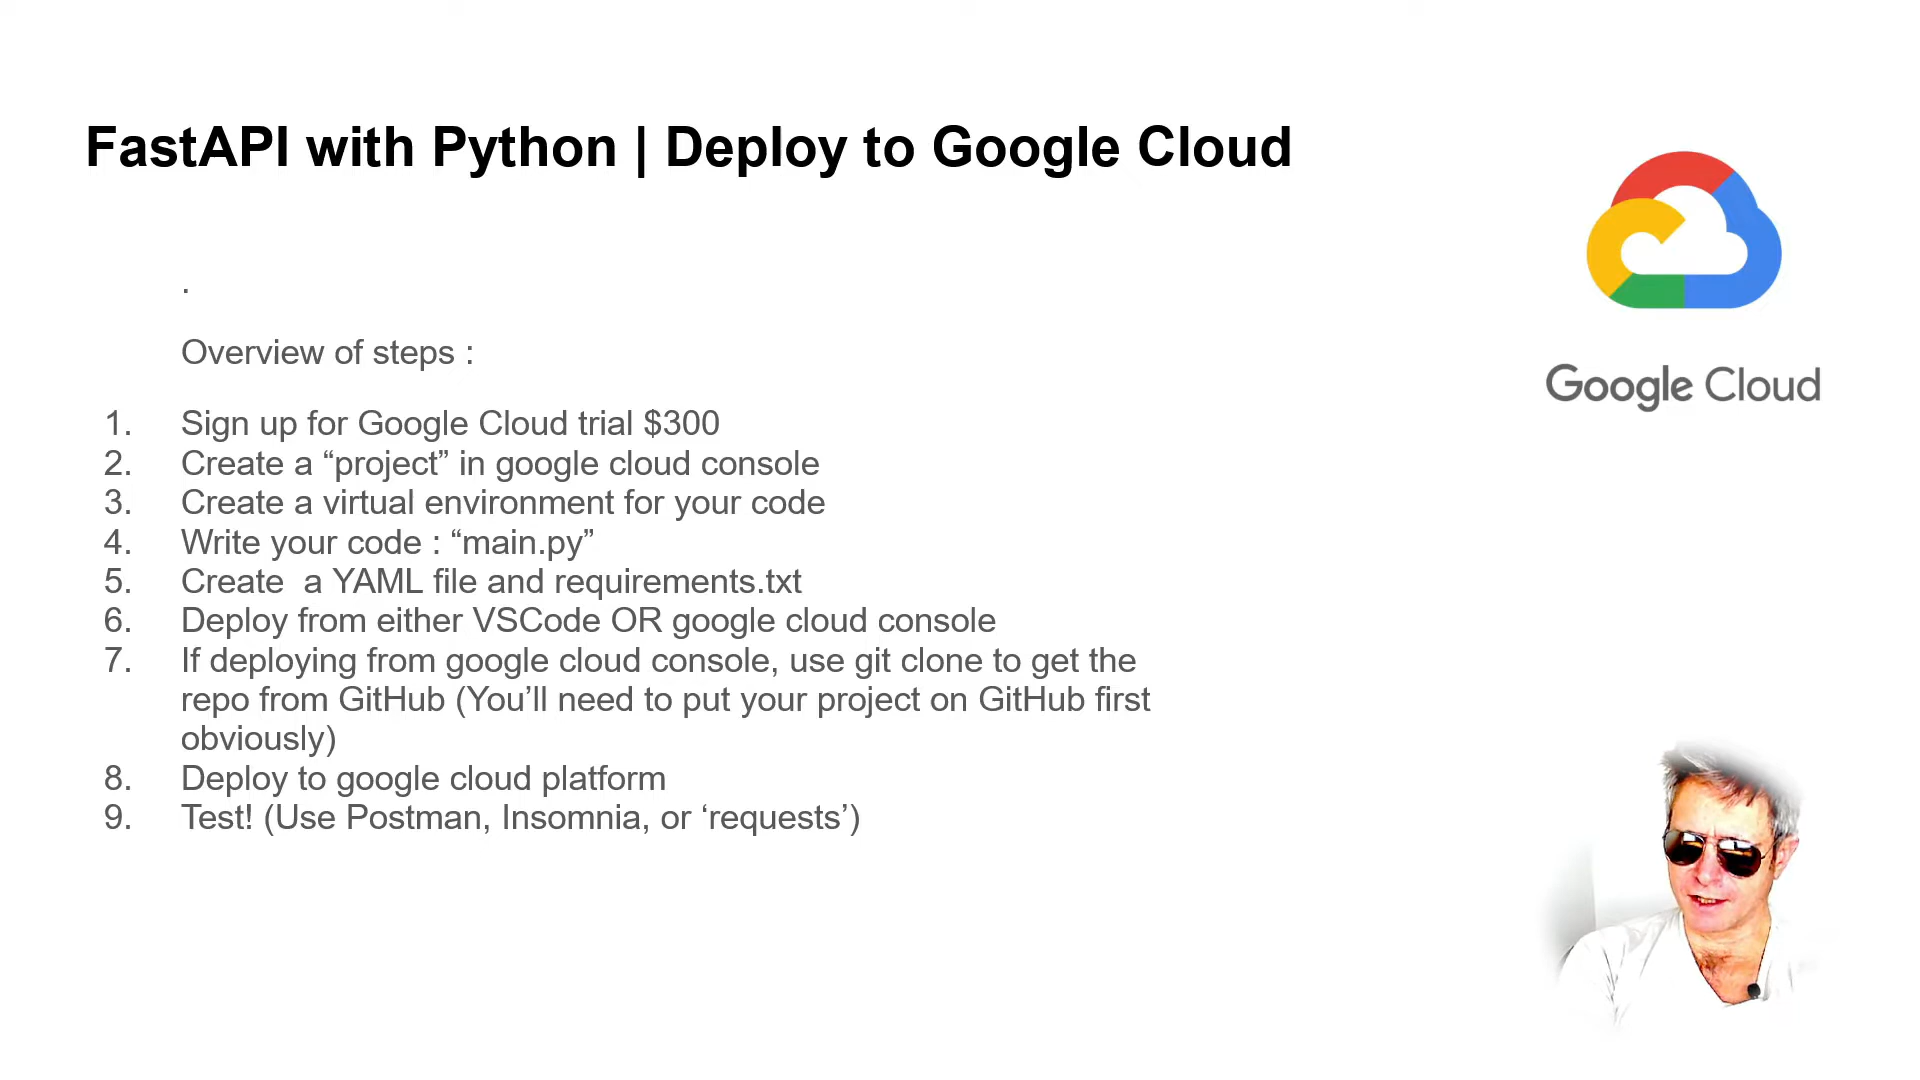 FastAPI with Python | Deploy to Google Cloud
.
Overview of steps :
1. Sign up for Google Cloud trial $300
2. Create a “project” in google cloud console
3. Create a virtual environment for your code
4. Write your code : “main.py”
5. Create  a YAML file and requirements.txt
6. Deploy from either VSCode OR google cloud console
7. If deploying from google cloud console, use git clone to get the
repo from GitHub (You’ll need to put your project on GitHub first
obviously)
8. Deploy to google cloud platform
9. Test! (Use Postman, Insomnia, or ‘requests’)
Google Cloud